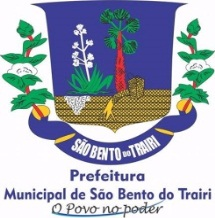 SÃO BENTO DO TRAIRI
Prefeitura
Municipal de São Bento do Trairi
O Povo no poder